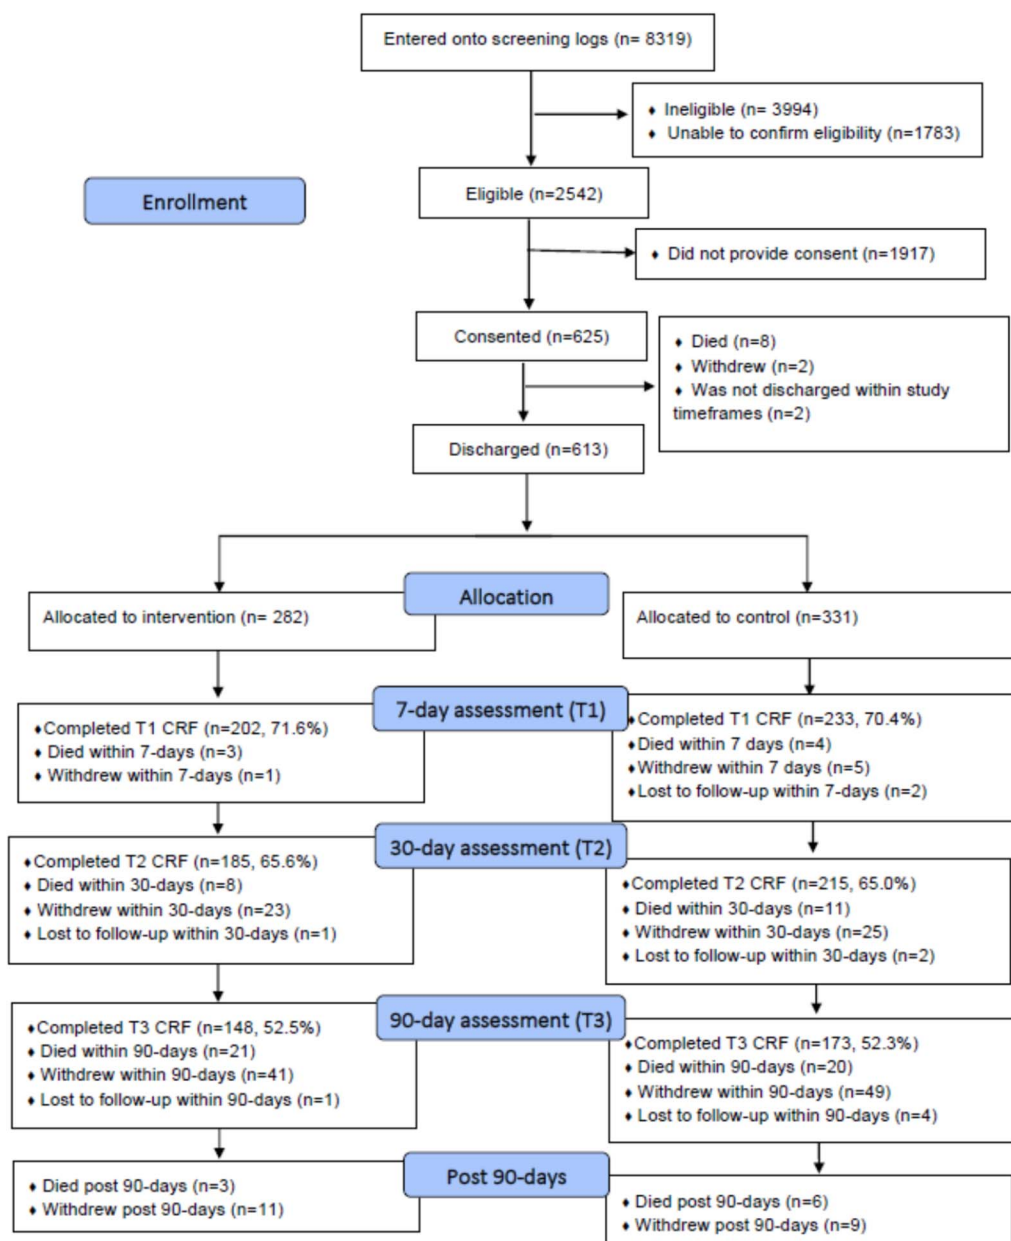 Entered onto screening logs (n= 8319)
♦ Ineligible (n= 3994)
♦ Unable to confirm eligibility (n=1783)
Enrollment
Eligible (n=2542)
♦ Did not provide consent (n=1917)
Consented (n=625)
♦ Died (n=8)
♦ Withdrew (n=2)
♦ Was not discharged within study
timeframes (n=2)
Discharged (n=613)
Allocation
Allocated to intervention (n= 282)
Allocated to control (n=331)
7-day assessment (T1)
♦Completed T1 CRF (n=202, 71.6%)
♦ Died within 7-days (n=3)
♦ Withdrew within 7-days (n=1)
♦Completed T1 CRF (n=233, 70.4%)
♦ Died within 7 days (n=4)
♦ Withdrew within 7 days (n=5)
♦ Lost to follow-up within 7-days (n=2)
30-day assessment (T2)
♦Completed T2 CRF (n=185, 65.6%)
♦ Died within 30-days (n=8)
♦ Withdrew within 30-days (n=23)
♦ Lost to follow-up within 30-days (n=1)
♦Completed T2 CRF (n=215, 65.0%)
♦ Died within 30-days (n=11)
♦ Withdrew within 30-days (n=25)
♦ Lost to follow-up within 30-days (n=2)
90-day assessment (T3)
♦Completed T3 CRF (n=148, 52.5%)
♦ Died within 90-days (n=21)
♦ Withdrew within 90-days (n=41)
♦ Lost to follow-up within 90-days (n=1)
♦Completed T3 CRF (n=173, 52.3%)
♦ Died within 90-days (n=20)
♦ Withdrew within 90-days (n=49)
♦ Lost to follow-up within 90-days (n=4)
Post 90-days
♦ Died post 90-days (n=3)
♦ Withdrew post 90-days (n=11)
♦ Died post 90-days (n=6)
♦ Withdrew post 90-days (n=9)